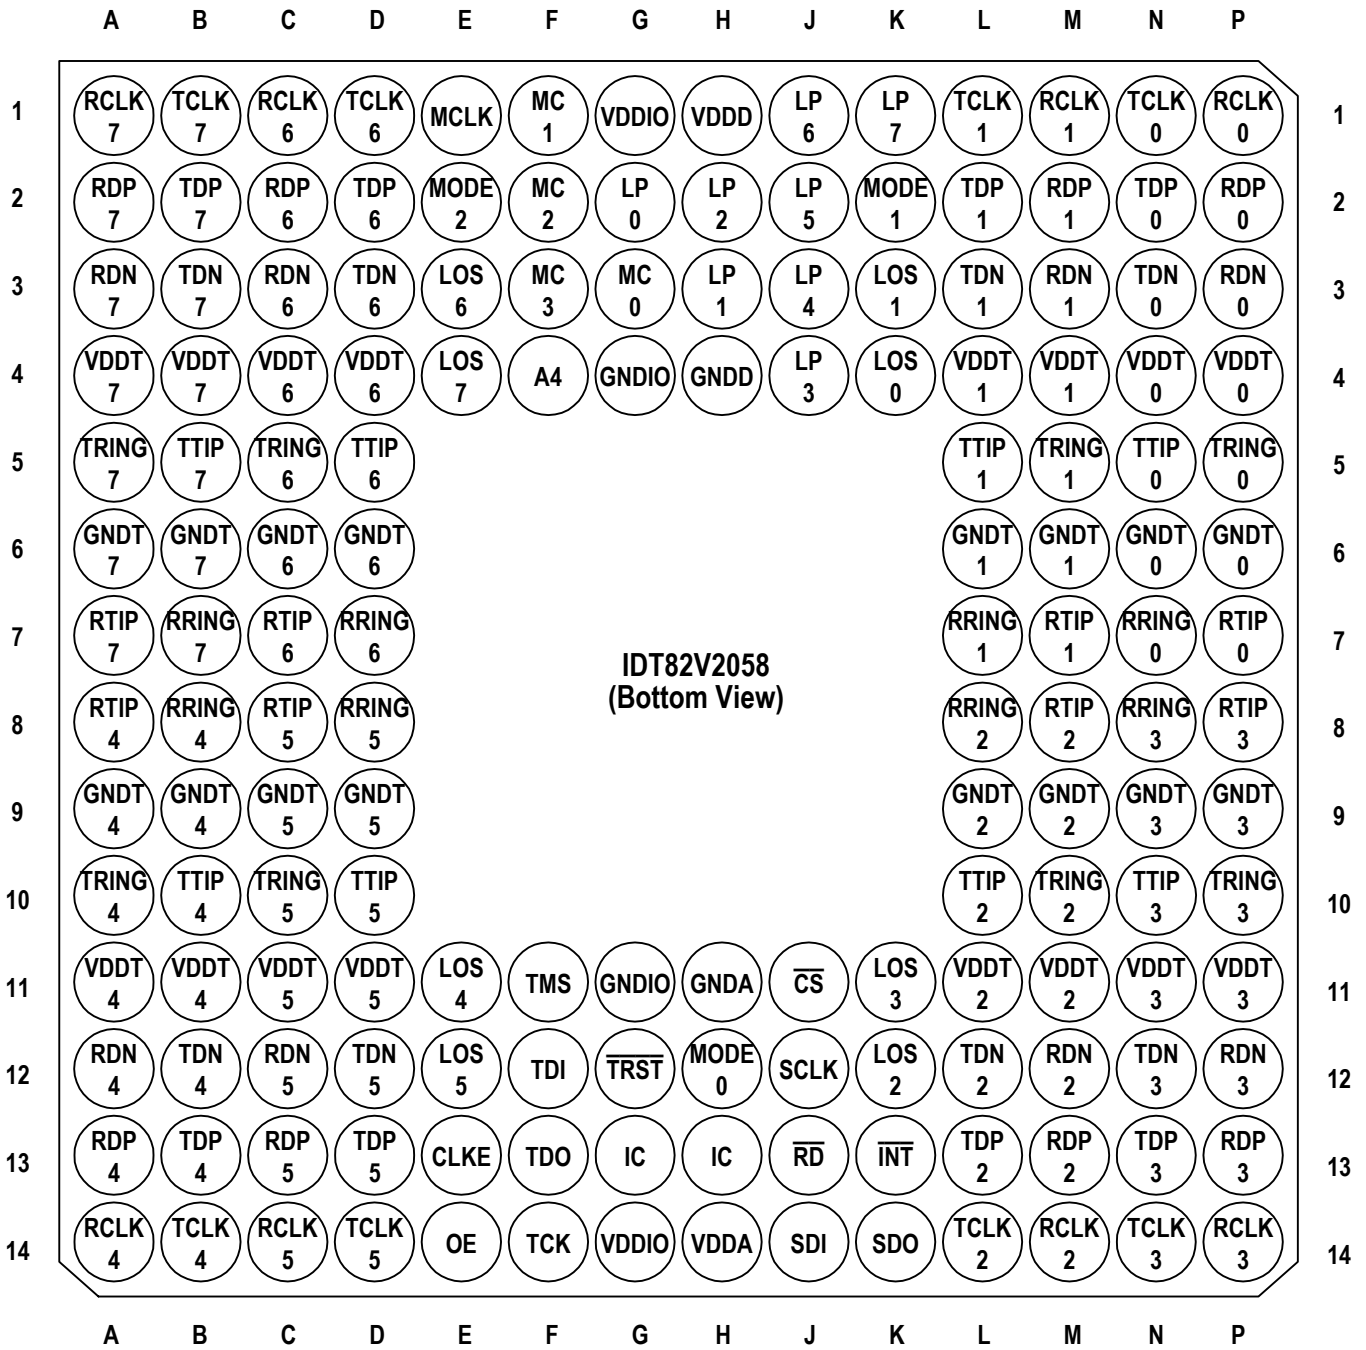 A B C D E F G H J K L M N P
RCLK TCLK RCLK TCLK MC LP LP TCLK RCLK TCLK RCLK
1 MCLK VDDIO VDDD 1
7 7 6 6 1 6 7 1 1 0 0
RDP TDP RDP TDP MODE MC LP LP LP MODE TDP RDP TDP RDP
2 2
7 7 6 6 2 2 0 2 5 1 1 1 0 0
RDN TDN RDN TDN LOS MC MC LP LP LOS TDN RDN TDN RDN
3 3
7 7 6 6 6 3 0 1 4 1 1 1 0 0
VDDT VDDT VDDT VDDT LOS LP LOS VDDT VDDT VDDT VDDT
4 A4 GNDIO GNDD 4
7 7 6 6 7 3 0 1 1 0 0
TRING TTIP TRING TTIP TTIP TRING TTIP TRING
5 5
7 7 6 6 1 1 0 0
GNDT GNDT GNDT GNDT GNDT GNDT GNDT GNDT
6 6
7 7 6 6 1 1 0 0
RTIP RRING RTIP RRING RRING RTIP RRING RTIP
7 7
7 7 6 6 1 1 0 0
IDT82V2058
(Bottom View)
RTIP RRING RTIP RRING RRING RTIP RRING RTIP
8 8
4 4 5 5 2 2 3 3
GNDT GNDT GNDT GNDT GNDT GNDT GNDT GNDT
9 9
4 4 5 5 2 2 3 3
TRING TTIP TRING TTIP TTIP TRING TTIP TRING
10 10
4 4 5 5 2 2 3 3
VDDT VDDT VDDT VDDT LOS LOS VDDT VDDT VDDT VDDT
11 TMS GNDIO GNDA CS 11
4 4 5 5 4 3 2 2 3 3
RDN TDN RDN TDN LOS MODE LOS TDN RDN TDN RDN
12 TDI TRST SCLK 12
4 4 5 5 5 0 2 2 2 3 3
RDP TDP RDP TDP TDP RDP TDP RDP
13 CLKE TDO IC IC RD INT 13
4 4 5 5 2 2 3 3
RCLK TCLK RCLK TCLK TCLK RCLK TCLK RCLK
14 OE TCK VDDIO VDDA SDI SDO 14
4 4 5 5 2 2 3 3
A B C D E F G H J K L M N P